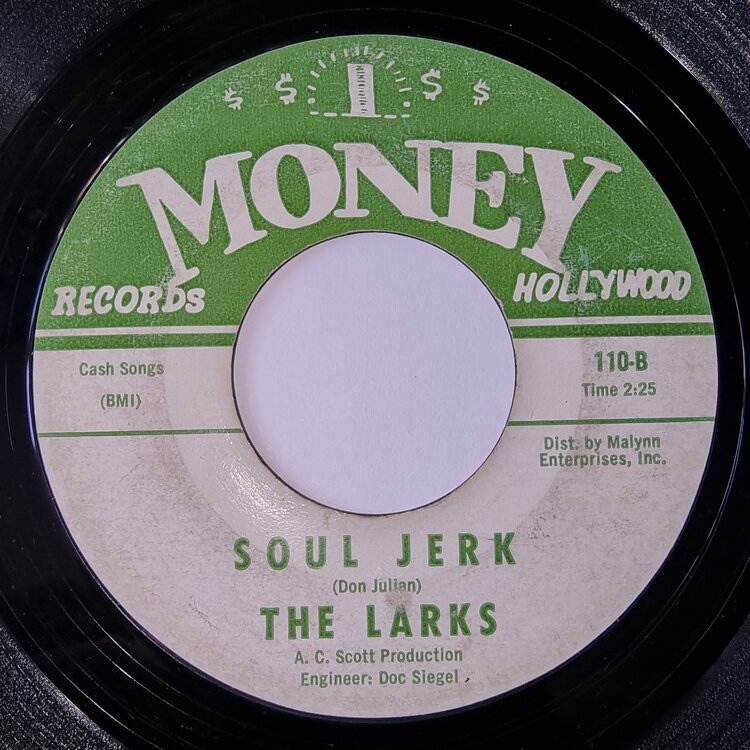 $ $ 1 $ $
MONEY
RECORDS
HOLLYWOOD
Cash Songs
(BMI)
110-B
Time 2:25
Dist. by Malynn
Enterprises, Inc.
SOUL JERK
(Don Julian)
THE LARKS
A. C. Scott Production
Engineer: Doc Siegel